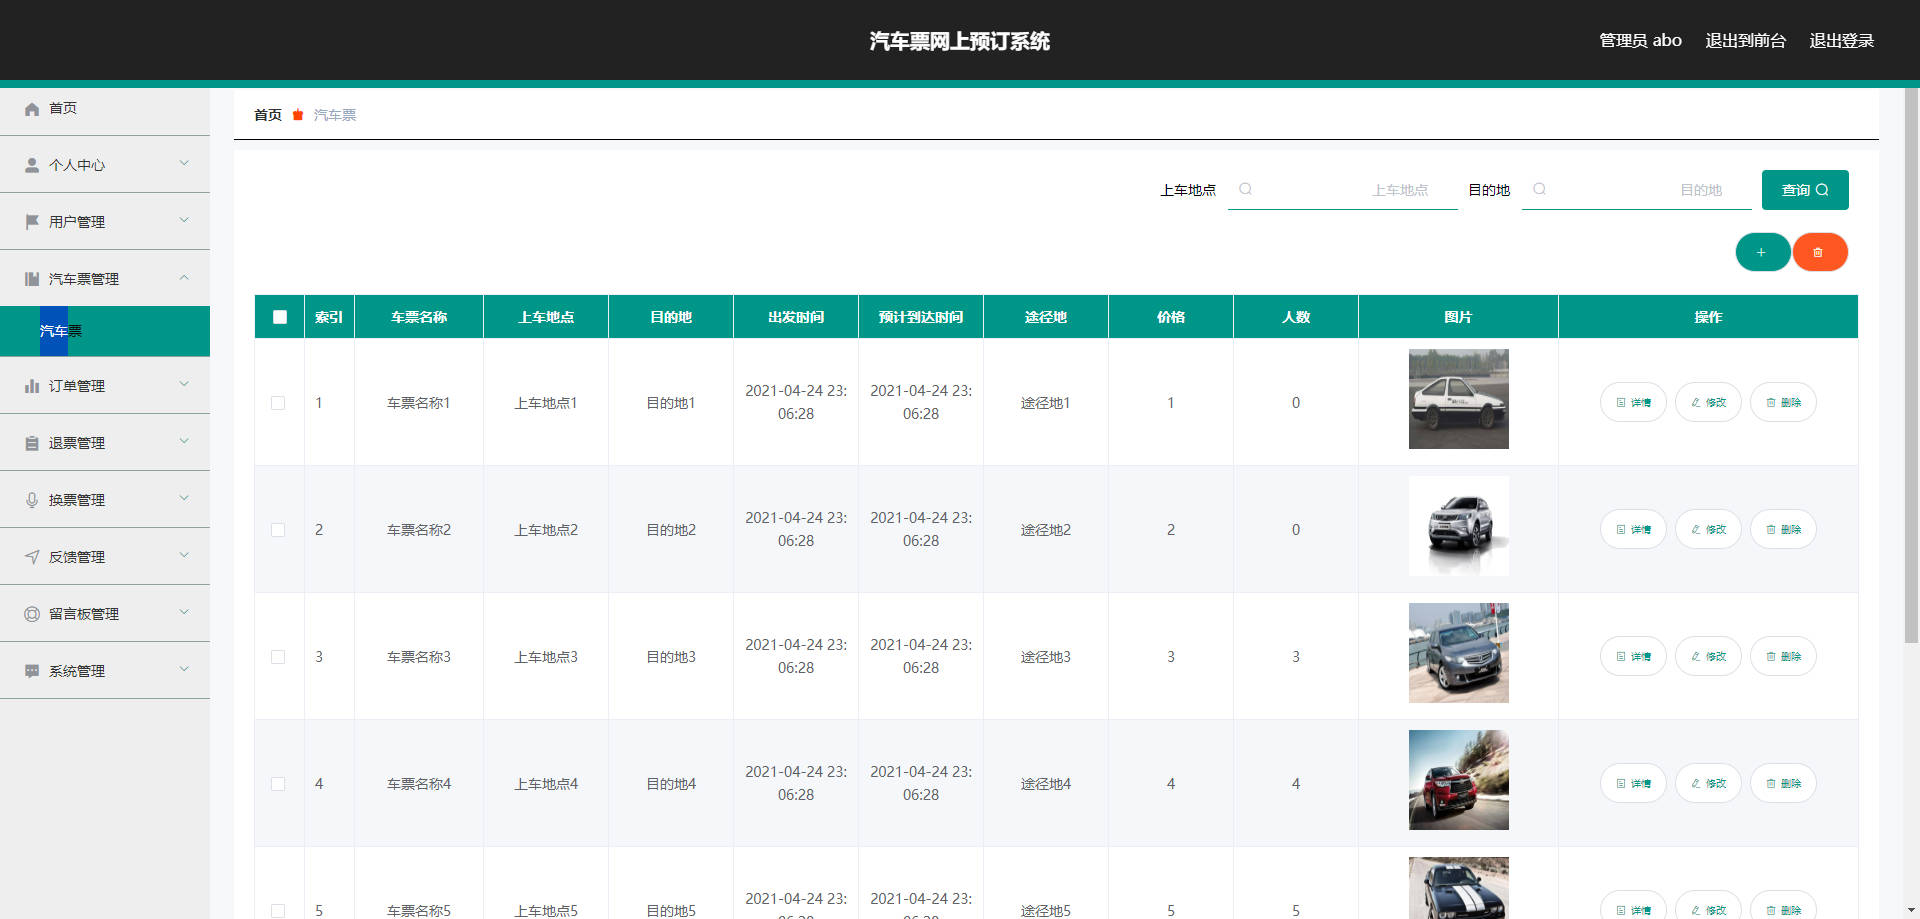 汽车票网上预订系统
管理员 abo 退出到前台 退出登录
首页
个人中心
用户管理
汽车票管理
汽车票
订单管理
退票管理
换票管理
反馈管理
留言板管理
系统管理
首页 汽车票
上车地点 上车地点 目的地 目的地 查询
索引 车票名称 上车地点 目的地 出发时间 预计到达时间 途径地 价格 人数 图片 操作
1 车票名称1 上车地点1 目的地1 2021-04-24 23:06:28 2021-04-24 23:06:28 途径地1 1 0 详情 修改 删除
2 车票名称2 上车地点2 目的地2 2021-04-24 23:06:28 2021-04-24 23:06:28 途径地2 2 0 详情 修改 删除
3 车票名称3 上车地点3 目的地3 2021-04-24 23:06:28 2021-04-24 23:06:28 途径地3 3 3 详情 修改 删除
4 车票名称4 上车地点4 目的地4 2021-04-24 23:06:28 2021-04-24 23:06:28 途径地4 4 4 详情 修改 删除
5 车票名称5 上车地点5 目的地5 2021-04-24 23: 2021-04-24 23: 途径地5 5 5 详情 修改 删除